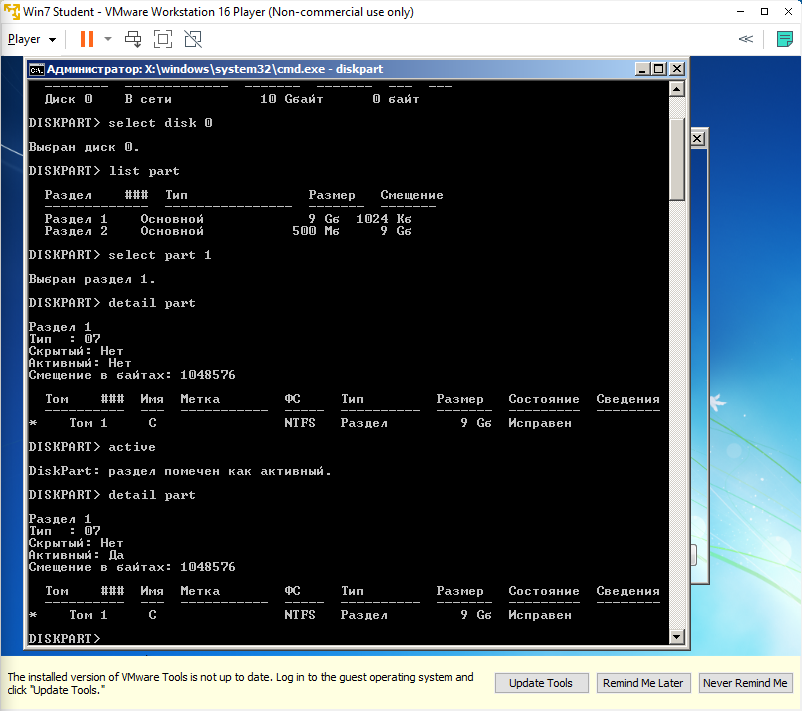 Win7 Student - VMware Workstation 16 Player (Non-commercial use only)
Player
Администратор: X:\windows\system32\cmd.exe - diskpart
-------- ------------- ------- ------- --- ---
Диск 0 В сети 10 Gбайт 0 байт
DISKPART> select disk 0
Выбран диск 0.
DISKPART> list part
Раздел ### Тип Размер Смещение
------------- ---------------- ------- --------
Раздел 1 Основной 9 Gб 1024 Kб
Раздел 2 Основной 500 Mб 9 Gб
DISKPART> select part 1
Выбран раздел 1.
DISKPART> detail part
Раздел 1
Тип : 07
Скрытый: Нет
Активный: Нет
Смещение в байтах: 1048576
Том ### Имя Метка ФС Тип Размер Состояние Сведения
---------- --- ----------- ----- ---------- ------- --------- --------
* Том 1 C NTFS Раздел 9 Gб Исправен
DISKPART> active
DiskPart: раздел помечен как активный.
DISKPART> detail part
Раздел 1
Тип : 07
Скрытый: Нет
Активный: Да
Смещение в байтах: 1048576
Том ### Имя Метка ФС Тип Размер Состояние Сведения
---------- --- ----------- ----- ---------- ------- --------- --------
* Том 1 C NTFS Раздел 9 Gб Исправен
DISKPART>
The installed version of VMware Tools is not up to date. Log in to the guest operating system and
click "Update Tools."
Update Tools
Remind Me Later
Never Remind Me